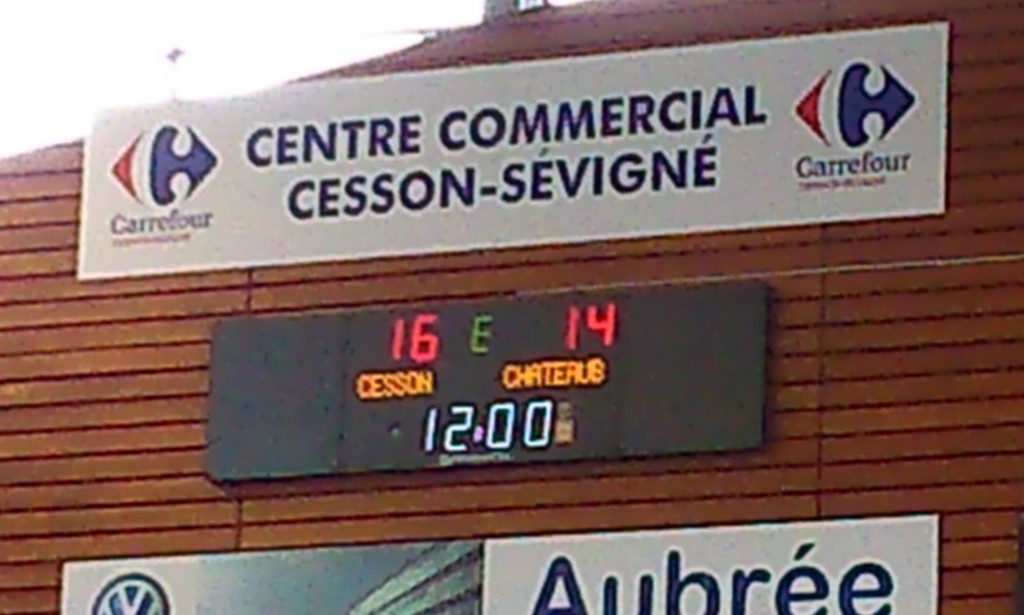 CENTRE COMMERCIAL
CESSON-SÉVIGNÉ
Carrefour
Carrefour
16 E 14
CESSON CHATEAUB
12:00
Aubrée